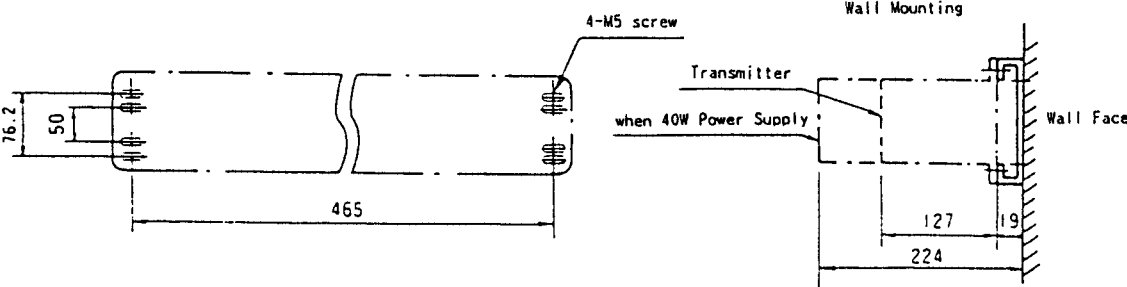 Wall Mounting
4-M5 screw
Transmitter
when 40W Power Supply
Wall Face
76.2
50
465
127
19
224